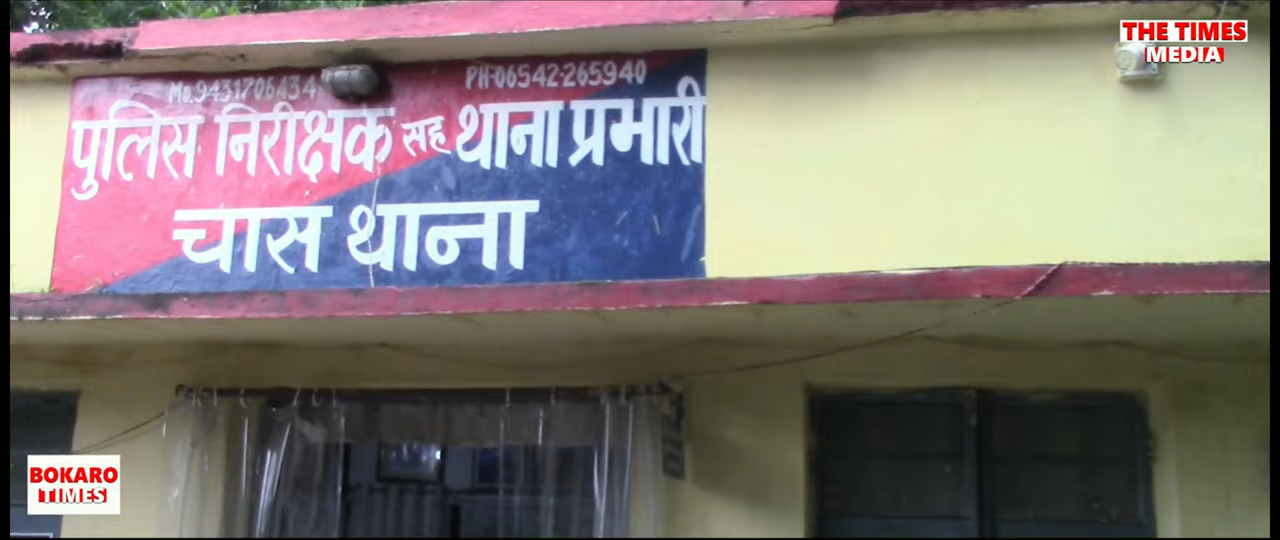 THE TIMES
MEDIA
Mo.9431706434 PH-06542-265940
पुलिस निरीक्षक सह थाना प्रभारी
चास थाना
BOKARO
TIMES